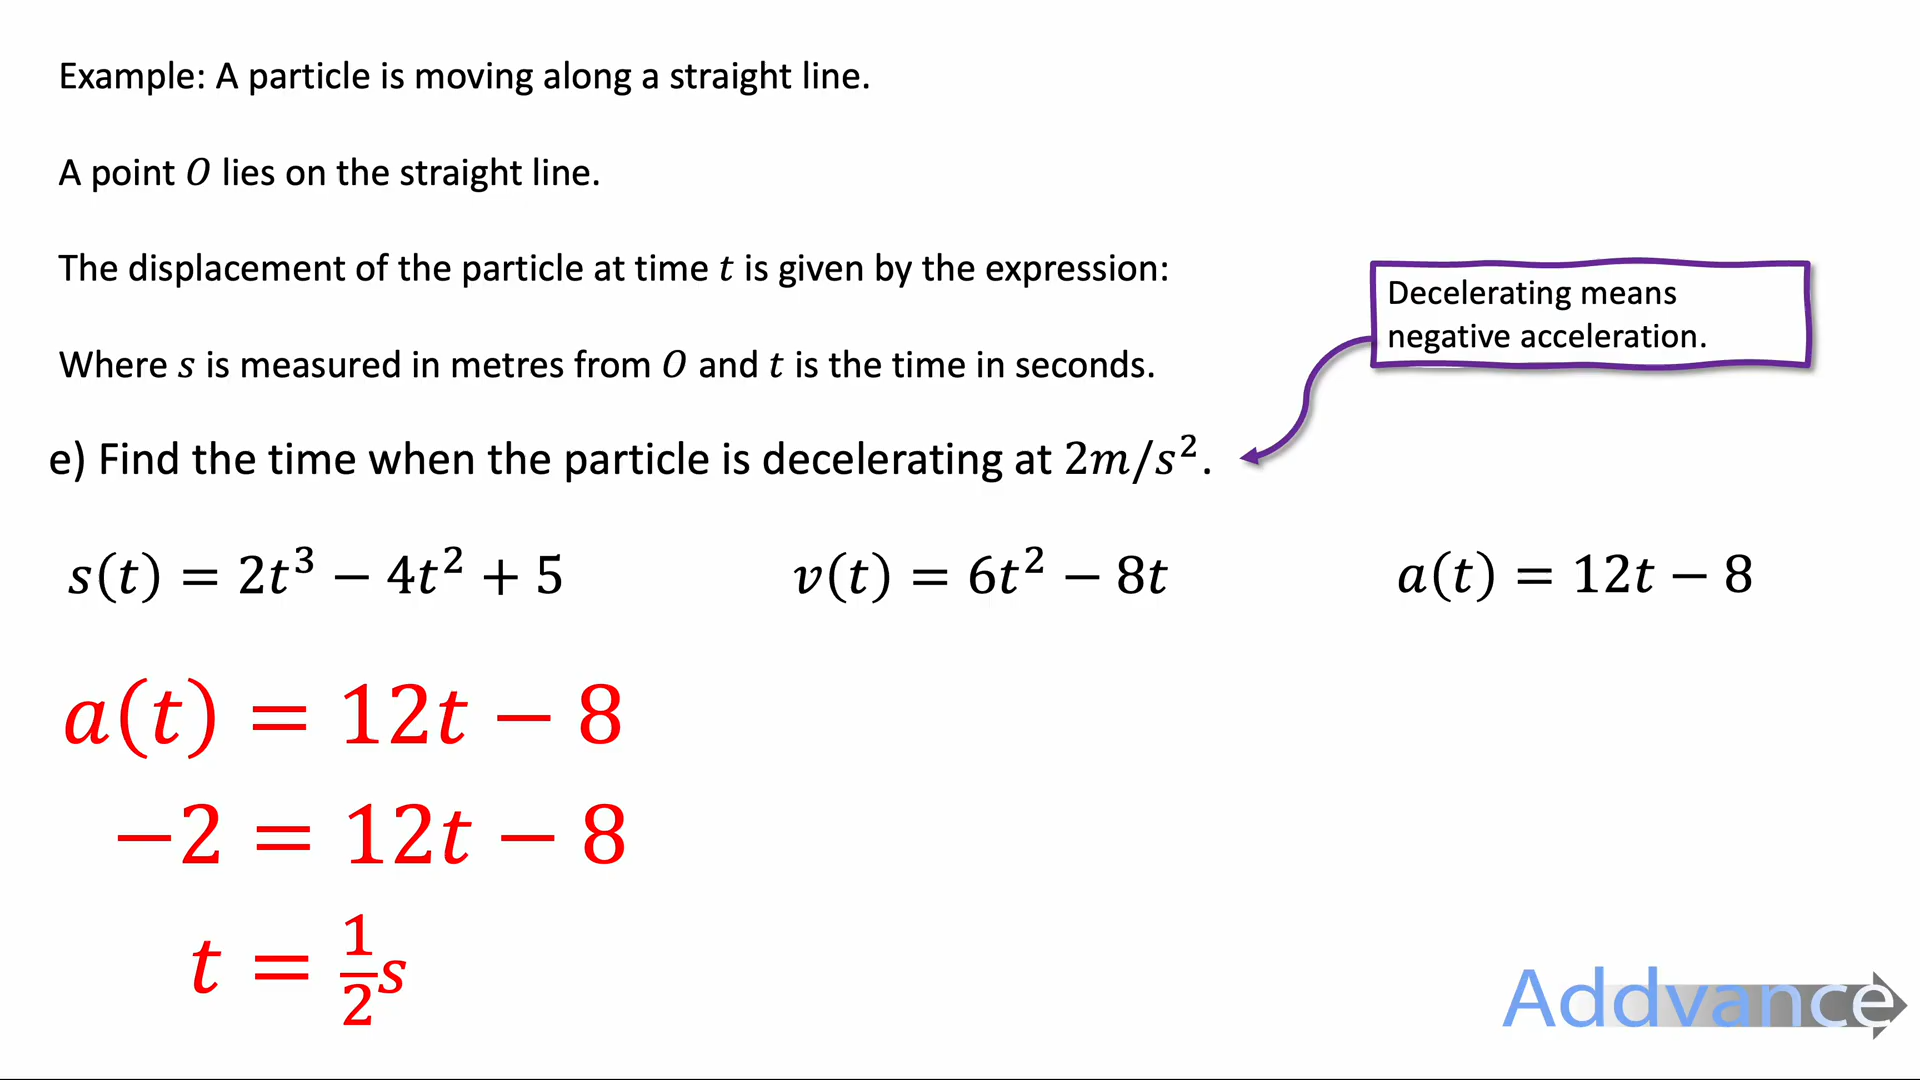 Example: A particle is moving along a straight line.
A point O lies on the straight line.
The displacement of the particle at time t is given by the expression:
Where s is measured in metres from O and t is the time in seconds.
Decelerating means
negative acceleration.
e) Find the time when the particle is decelerating at 2m/s².
s(t) = 2t³ − 4t² + 5
v(t) = 6t² − 8t
a(t) = 12t − 8
a(t) = 12t − 8
−2 = 12t − 8
t = 1/2 s
Addvance